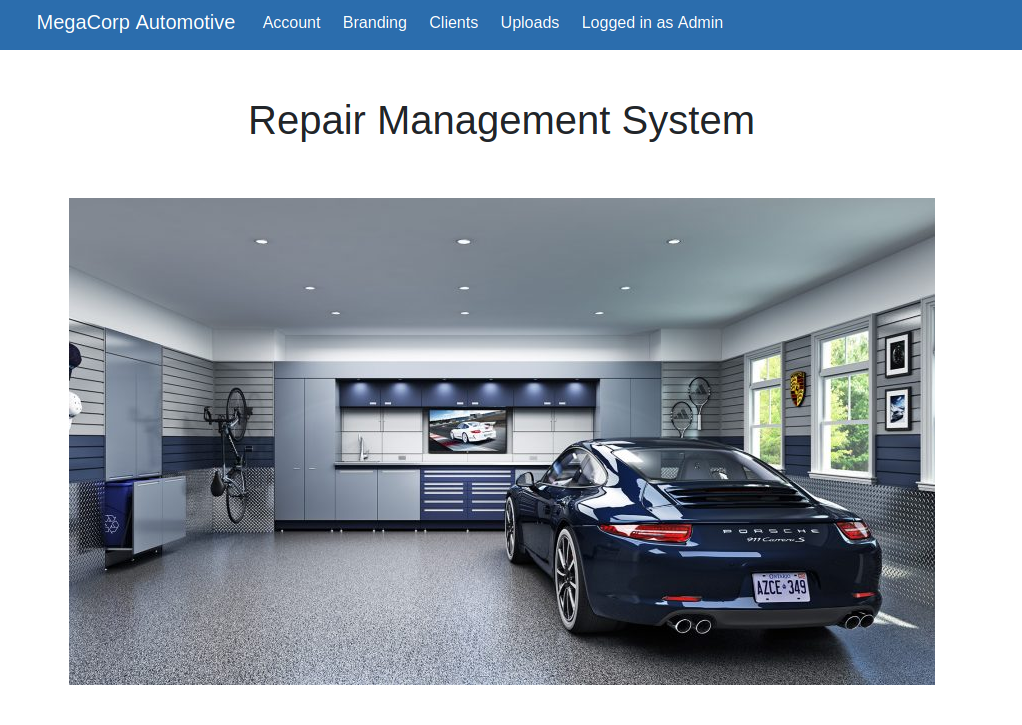 MegaCorp Automotive Account Branding Clients Uploads Logged in as Admin
Repair Management System
PORSCHE
911 Carrera S
ONTARIO
AZCE 349